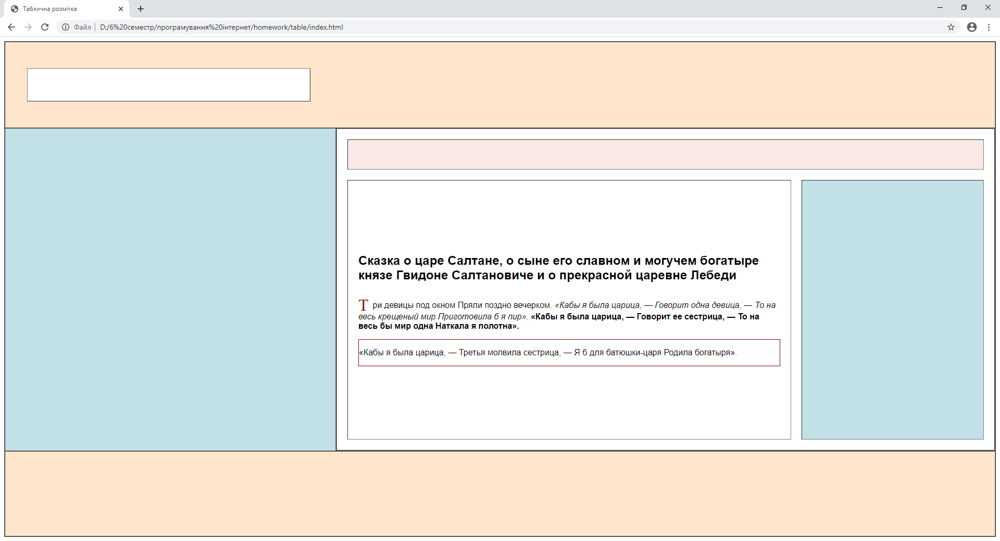 Таблична розмітка
Файл D:/6%20семестр/програмування%20інтернет/homework/table/index.html
Сказка о царе Салтане, о сыне его славном и могучем богатыре
князе Гвидоне Салтановиче и о прекрасной царевне Лебеди
Три девицы под окном Пряли поздно вечерком. «Кабы я была царица, — Говорит одна девица, — То на
весь крещеный мир Приготовила б я пир». «Кабы я была царица, — Говорит ее сестрица, — То на
весь бы мир одна Наткала я полотна».
«Кабы я была царица, — Третья молвила сестрица, — Я б для батюшки-царя Родила богатыря».